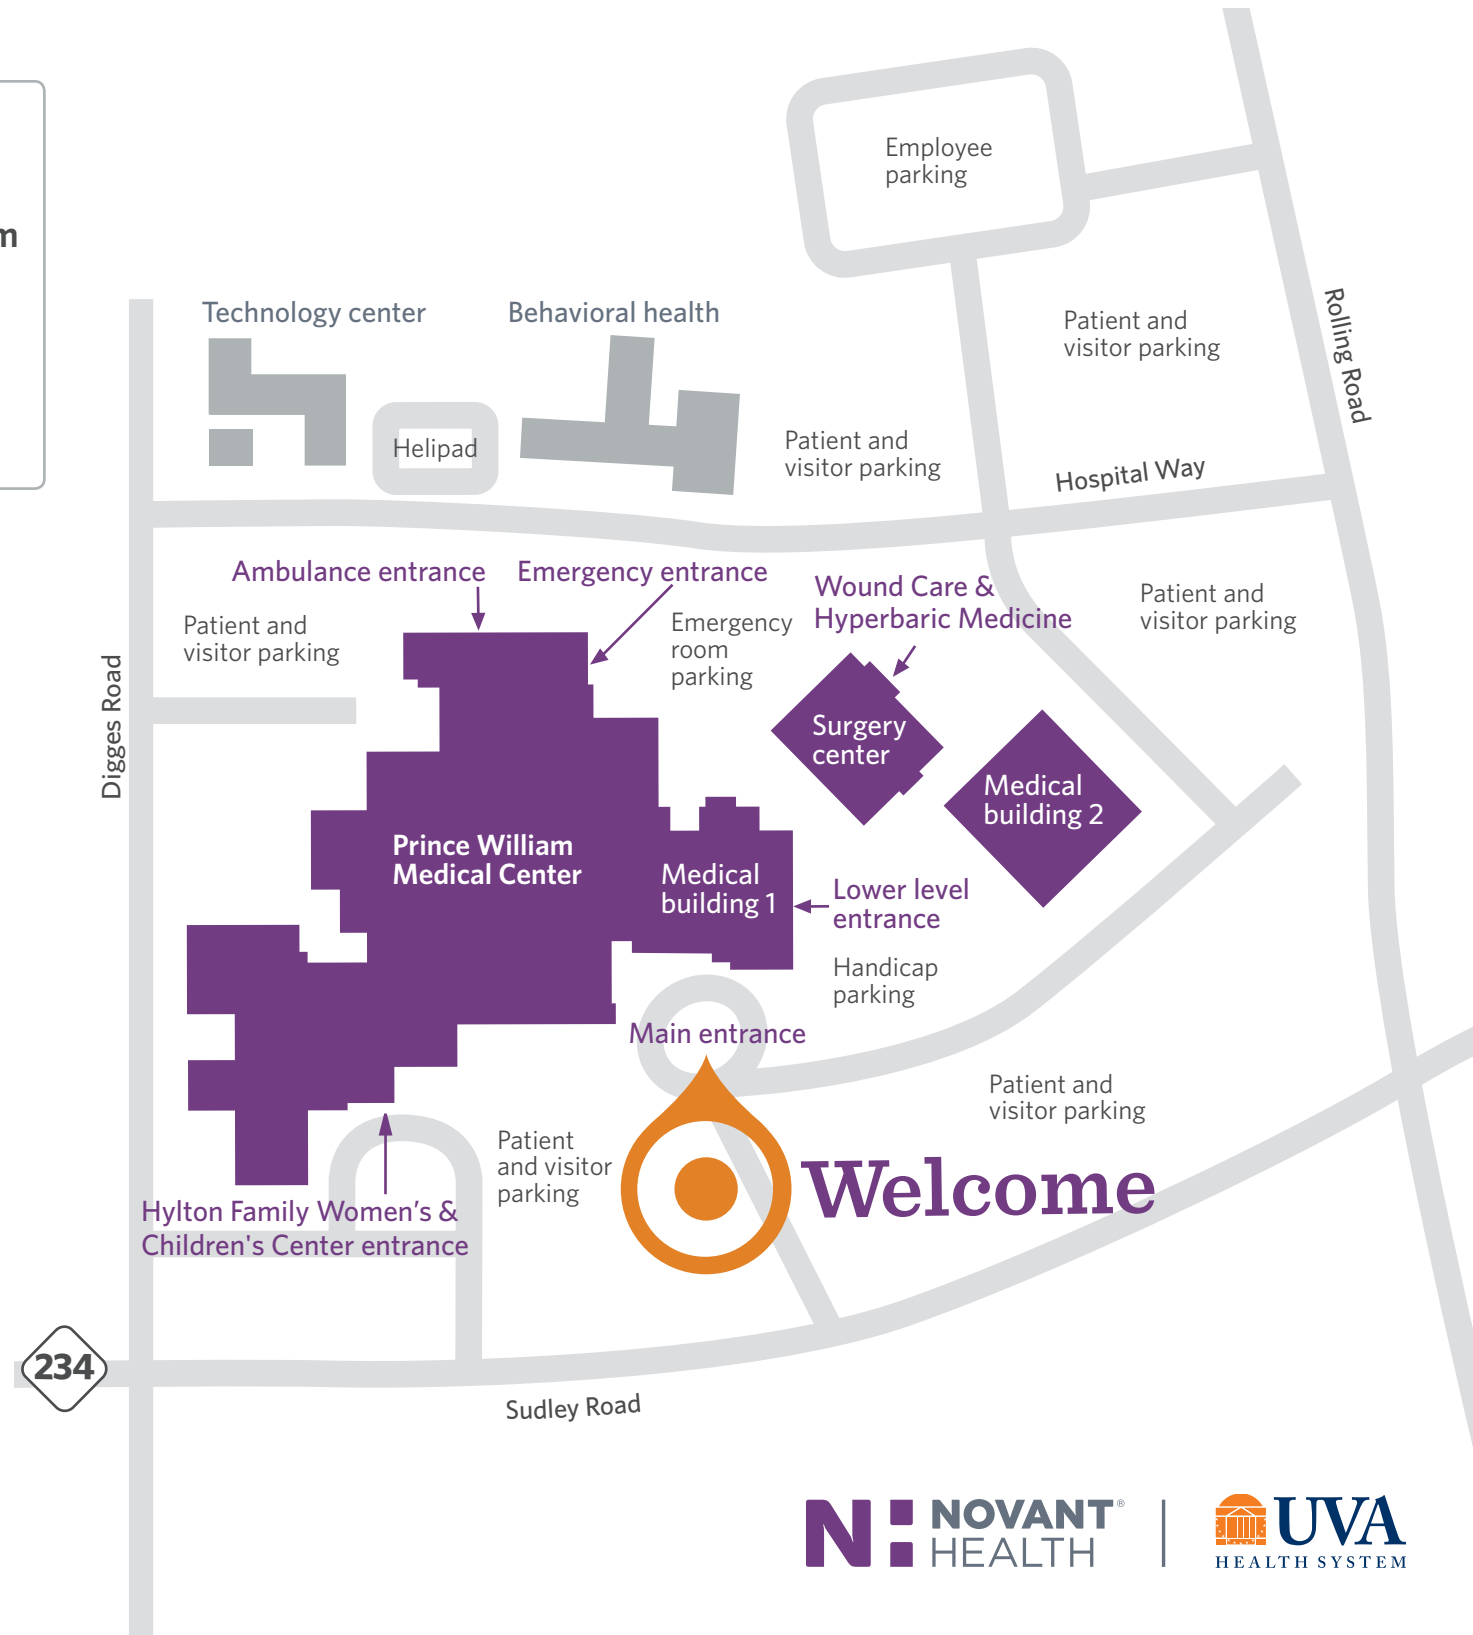 m
Employee
parking
Technology center
Behavioral health
Patient and
visitor parking
Rolling Road
Helipad
Patient and
visitor parking
Hospital Way
Ambulance entrance
Emergency entrance
Wound Care &
Hyperbaric Medicine
Patient and
visitor parking
Patient and
visitor parking
Emergency
room
parking
Digges Road
Surgery
center
Medical
building 2
Prince William
Medical Center
Medical
building 1
Lower level
entrance
Handicap
parking
Main entrance
Patient and
visitor parking
Patient
and visitor
parking
Welcome
Hylton Family Women's &
Children's Center entrance
234
Sudley Road
N
NOVANT®
HEALTH
UVA
HEALTH SYSTEM